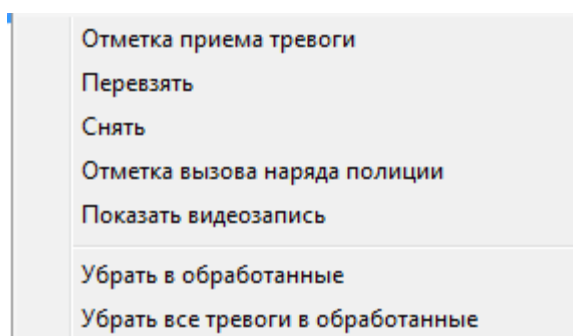 Отметка приема тревоги
Перевзять
Снять
Отметка вызова наряда полиции
Показать видеозапись
Убрать в обработанные
Убрать все тревоги в обработанные